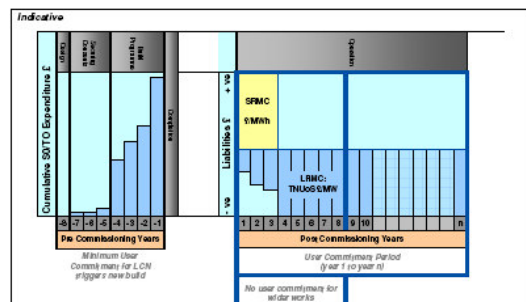 Indicative
Design
Securing Consents
Build Programme
Completion
Operation
Cumulative SO/TO Expenditure £
Liabilities £
+ ve
- ve
SRMC
£/MWh
LRMC:
TNUoS £/MW
-8 -7 -6 -5 -4 -3 -2 -1
1 2 3 4 5 6 7 8 9 10 n
Pre Commissioning Years
Post Commissioning Years
Minimum User
Commitment for LCN
triggers new build
User Commitment Period
(year 1 to year n)
No user commitment for
wider works